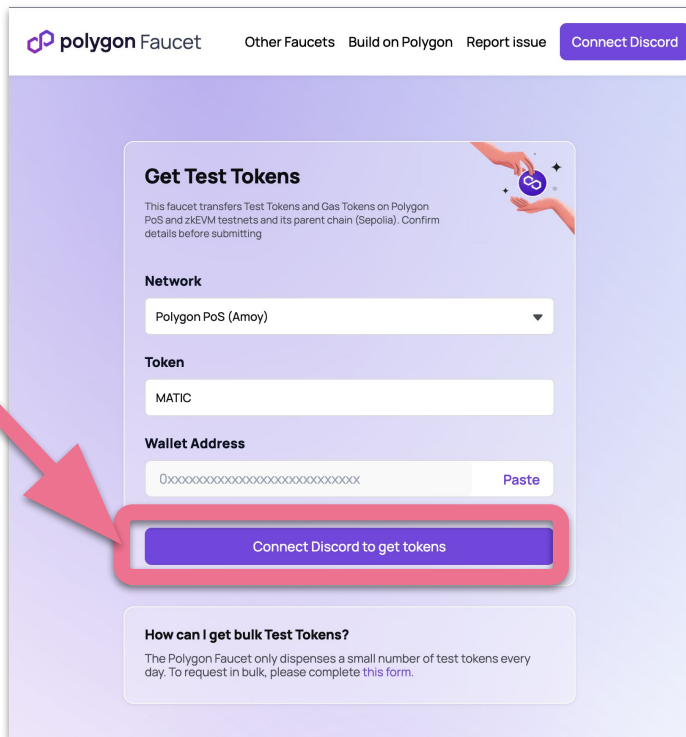 polygon Faucet Other Faucets Build on Polygon Report issue Connect Discord
Get Test Tokens
This faucet transfers Test Tokens and Gas Tokens on Polygon
PoS and zkEVM testnets and its parent chain (Sepolia). Confirm
details before submitting
Network
Polygon PoS (Amoy)
Token
MATIC
Wallet Address
0xxxxxxxxxxxxxxxxxxxxxxxxxxx Paste
Connect Discord to get tokens
How can I get bulk Test Tokens?
The Polygon Faucet only dispenses a small number of test tokens every
day. To request in bulk, please complete this form.